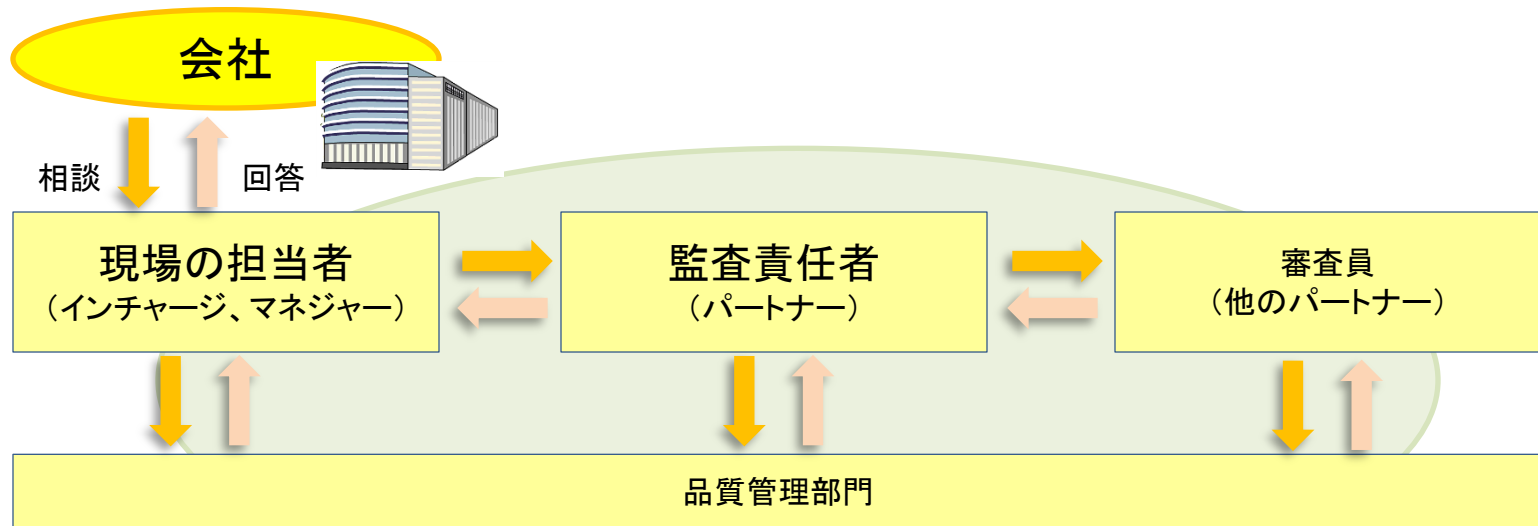 会社
相談
回答
現場の担当者
（インチャージ、マネジャー）
監査責任者
（パートナー）
審査員
（他のパートナー）
品質管理部門